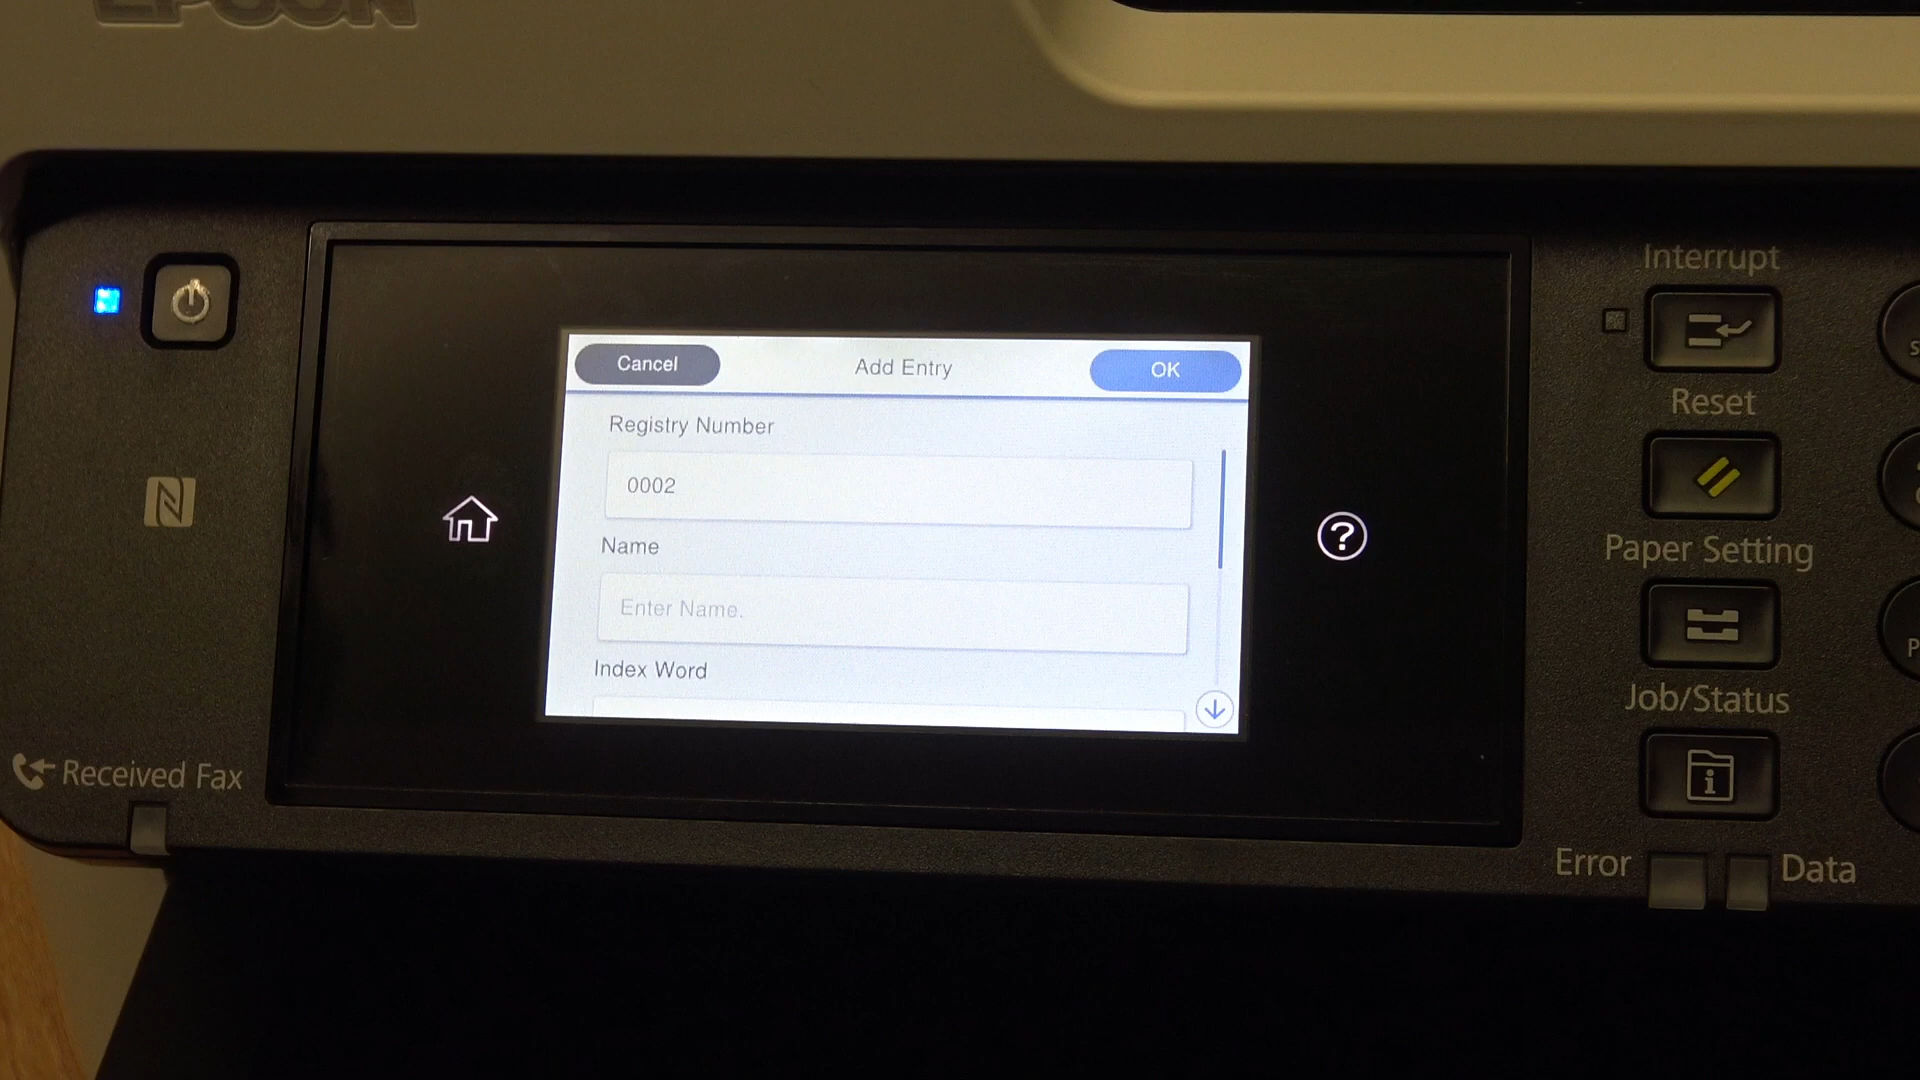 EPSON
Cancel
Add Entry
OK
Registry Number
0002
Name
Enter Name.
Index Word
Interrupt
Reset
Paper Setting
Job/Status
Received Fax
Error
Data